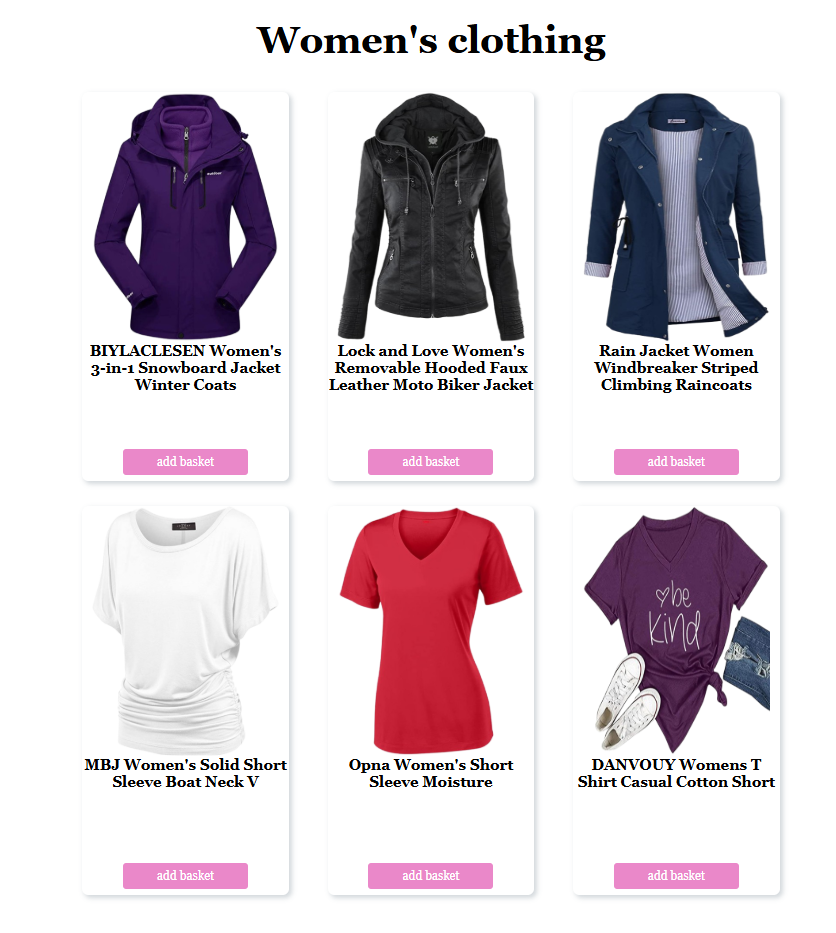 Women's clothing
BIYLACLESEN Women's
3-in-1 Snowboard Jacket
Winter Coats
add basket
Lock and Love Women's
Removable Hooded Faux
Leather Moto Biker Jacket
add basket
Rain Jacket Women
Windbreaker Striped
Climbing Raincoats
add basket
MBJ Women's Solid Short
Sleeve Boat Neck V
add basket
Opna Women's Short
Sleeve Moisture
add basket
be
kind
DANVOUY Womens T
Shirt Casual Cotton Short
add basket